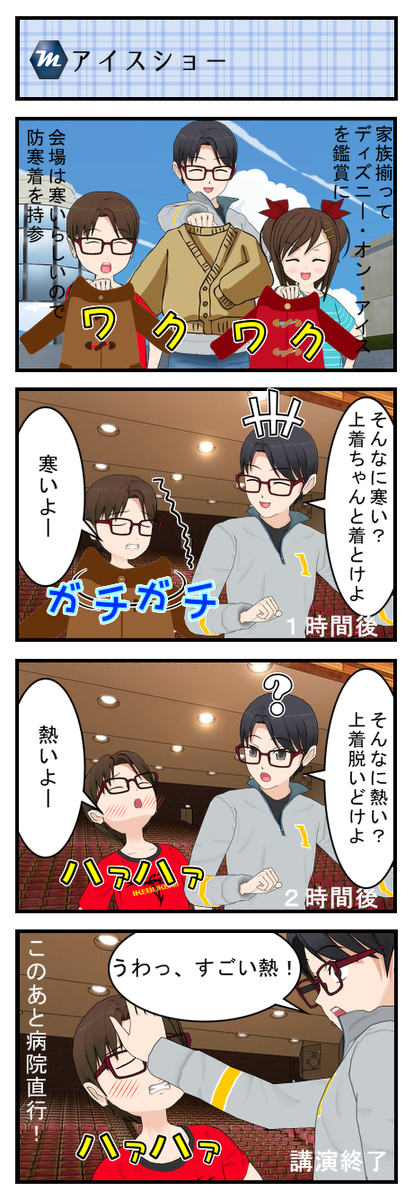 m アイスショー
家族揃って
ディズニー・オン・アイス
を鑑賞に
会場は寒いらしいので
防寒着を持参
ワクワク
そんなに寒い?
上着ちゃんと着とけよ
寒いよー
ガチガチ
1時間後
?
そんなに熱い?
上着脱いどけよ
熱いよー
IKEBUKU
ハァハァ
2時間後
うわっ、すごい熱!
このあと病院直行!
ハァハァ
講演終了